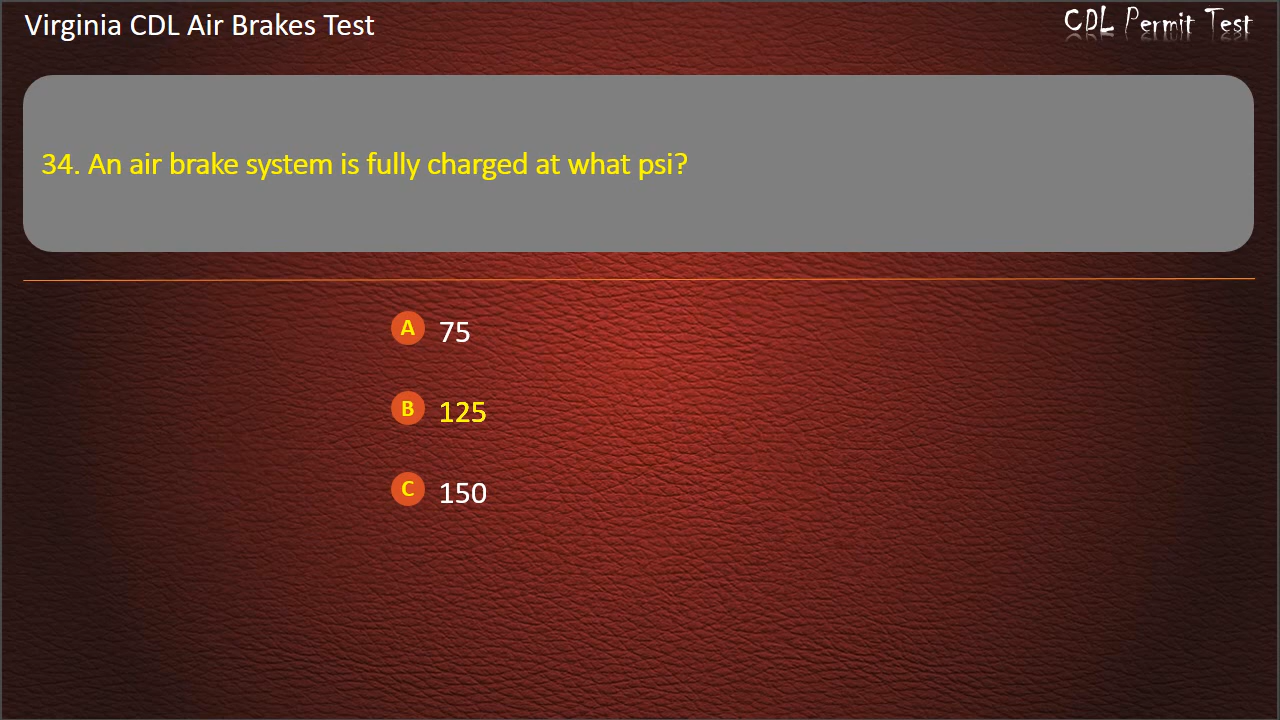 Virginia CDL Air Brakes Test
CDL Permit Test
34. An air brake system is fully charged at what psi?
A 75
B 125
C 150